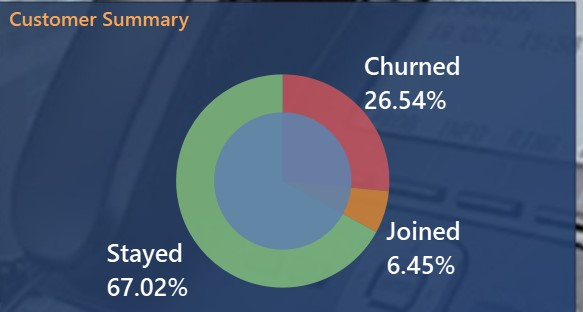 Customer Summary
Churned
26.54%
Joined
6.45%
Stayed
67.02%